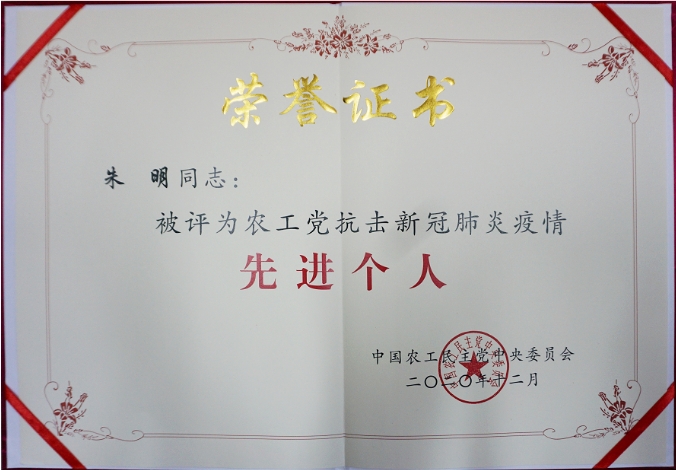 荣誉证书
朱 明同志：
被评为农工党抗击新冠肺炎疫情
先进个人
中国农工民主党中央委员会
二〇二〇年十二月